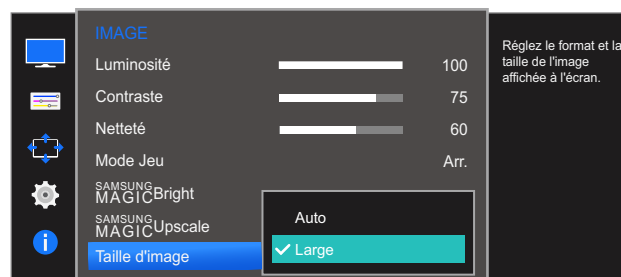 IMAGE
Luminosité 100
Contraste 75
Netteté 60
Mode Jeu Arr.
SAMSUNG
MAGICBright
SAMSUNG
MAGICUpscale
Taille d'image
Auto
Large
Réglez le format et la
taille de l'image
affichée à l'écran.